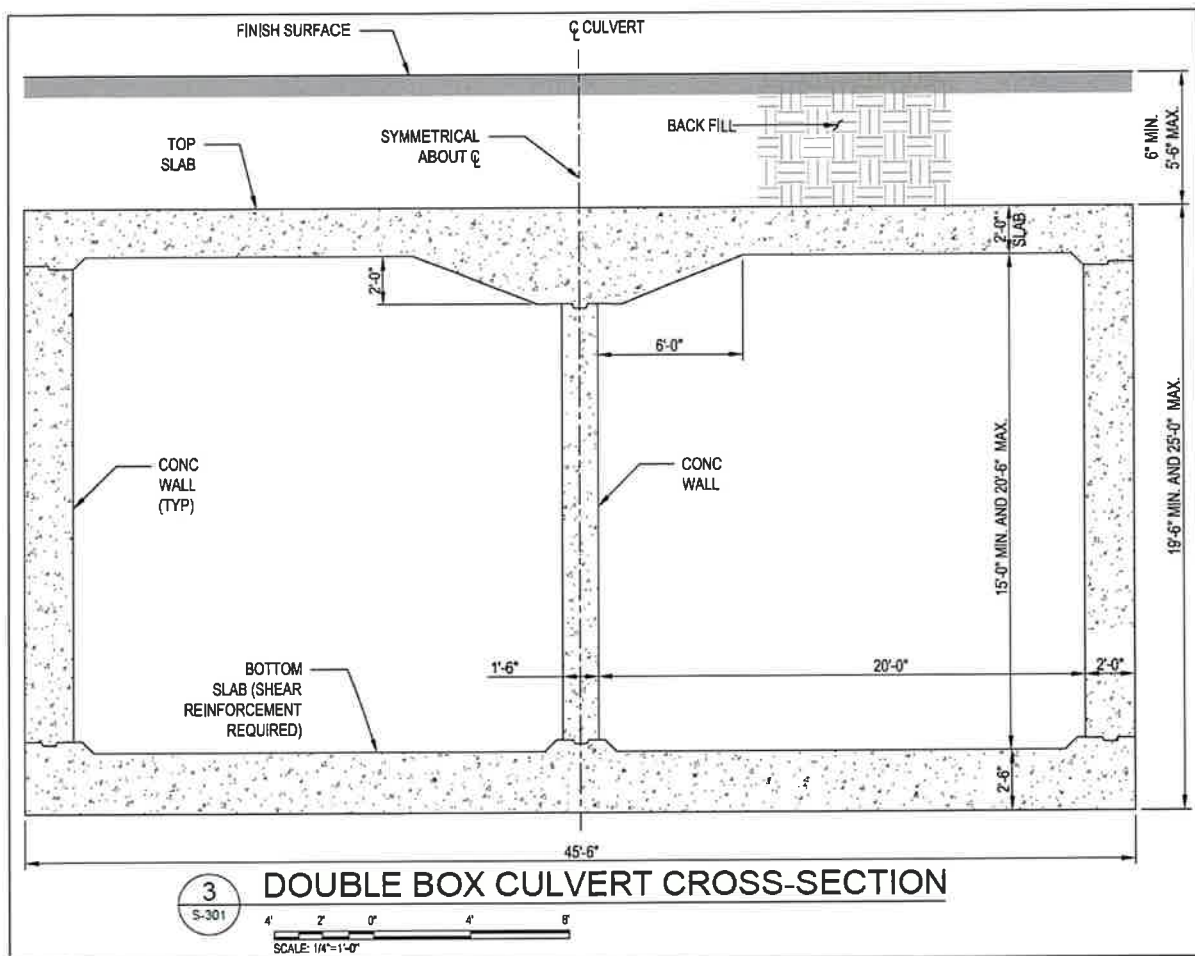 FINISH SURFACE
℄ CULVERT
TOP
SLAB
SYMMETRICAL
ABOUT ℄
BACK FILL
6" MIN.
5'-6" MAX.
2'-0"
SLAB
2'-0"
6'-0"
CONC
WALL
(TYP)
CONC
WALL
15'-0" MIN. AND 20'-6" MAX.
19'-6" MIN. AND 25'-0" MAX.
BOTTOM
SLAB (SHEAR
REINFORCEMENT
REQUIRED)
1'-6"
20'-0"
2'-0"
2'-6"
45'-6"
3
S-301
DOUBLE BOX CULVERT CROSS-SECTION
4' 2' 0" 4' 8'
SCALE: 1/4"=1'-0"